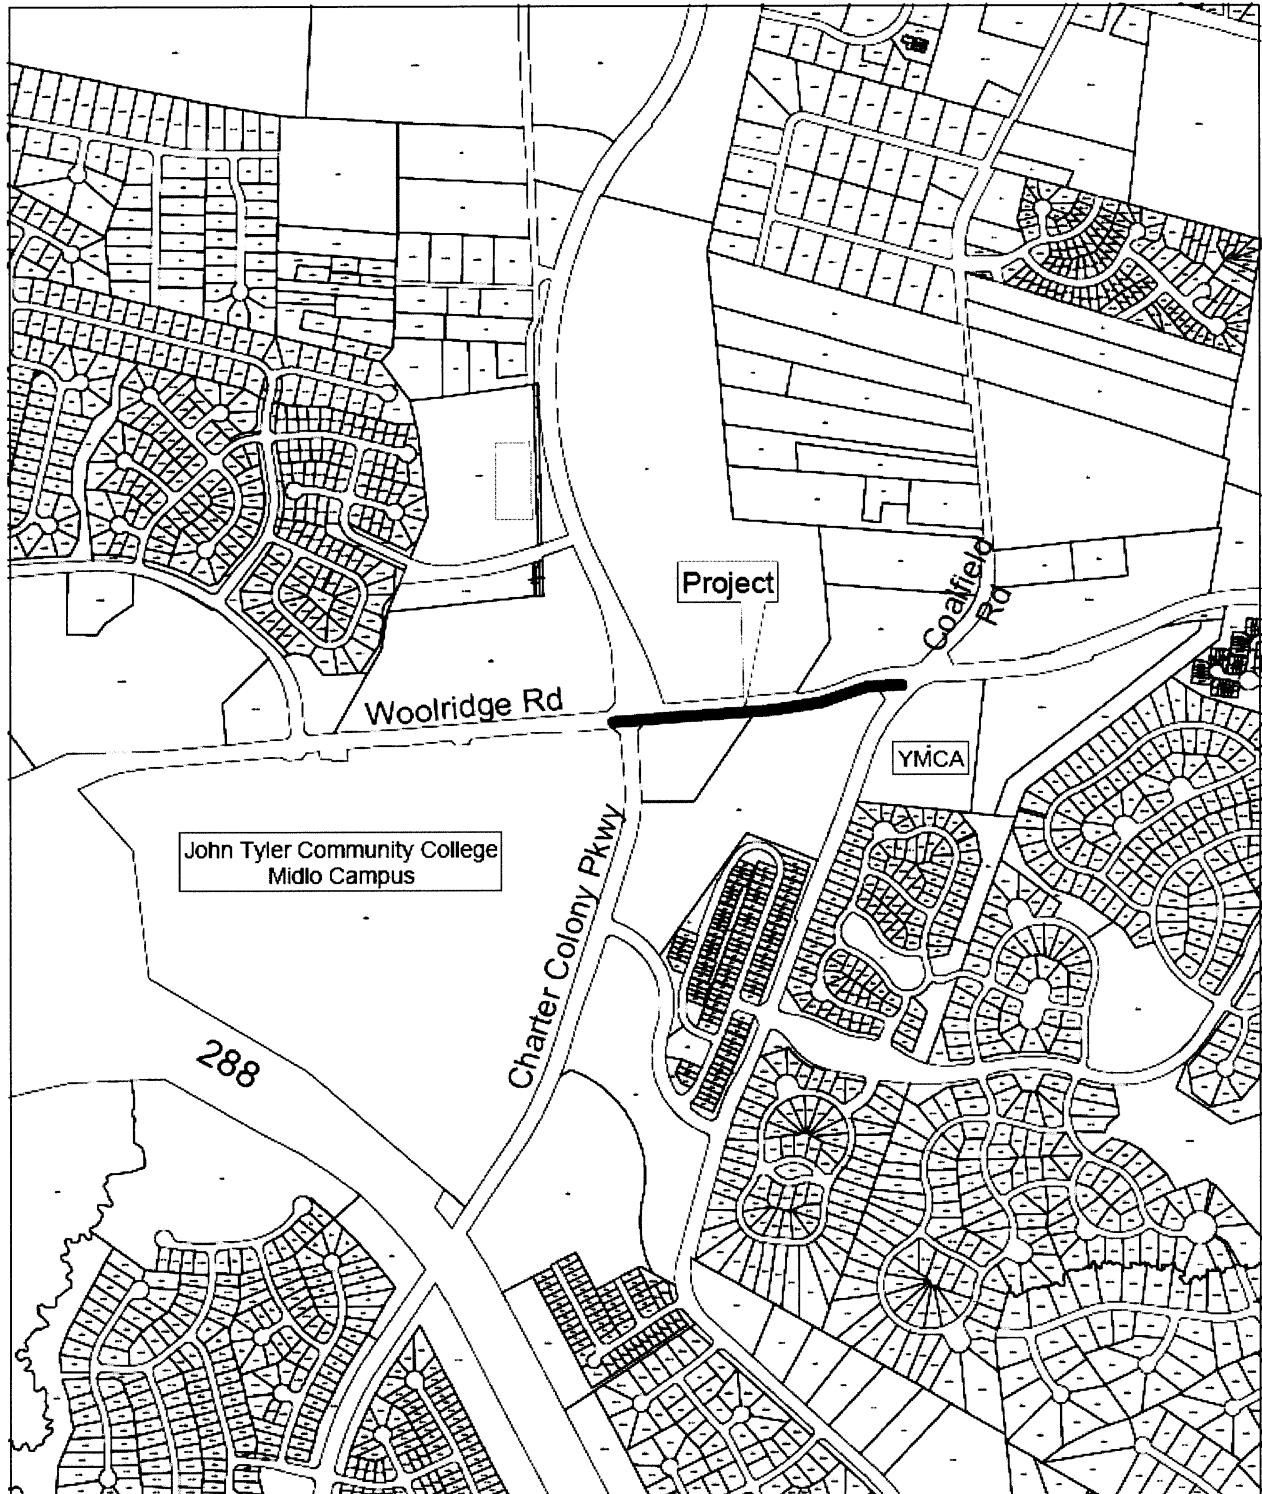 Project
Coalfield
Rd
Woolridge Rd
YMCA
John Tyler Community College
Midlo Campus
Charter Colony Pkwy
288